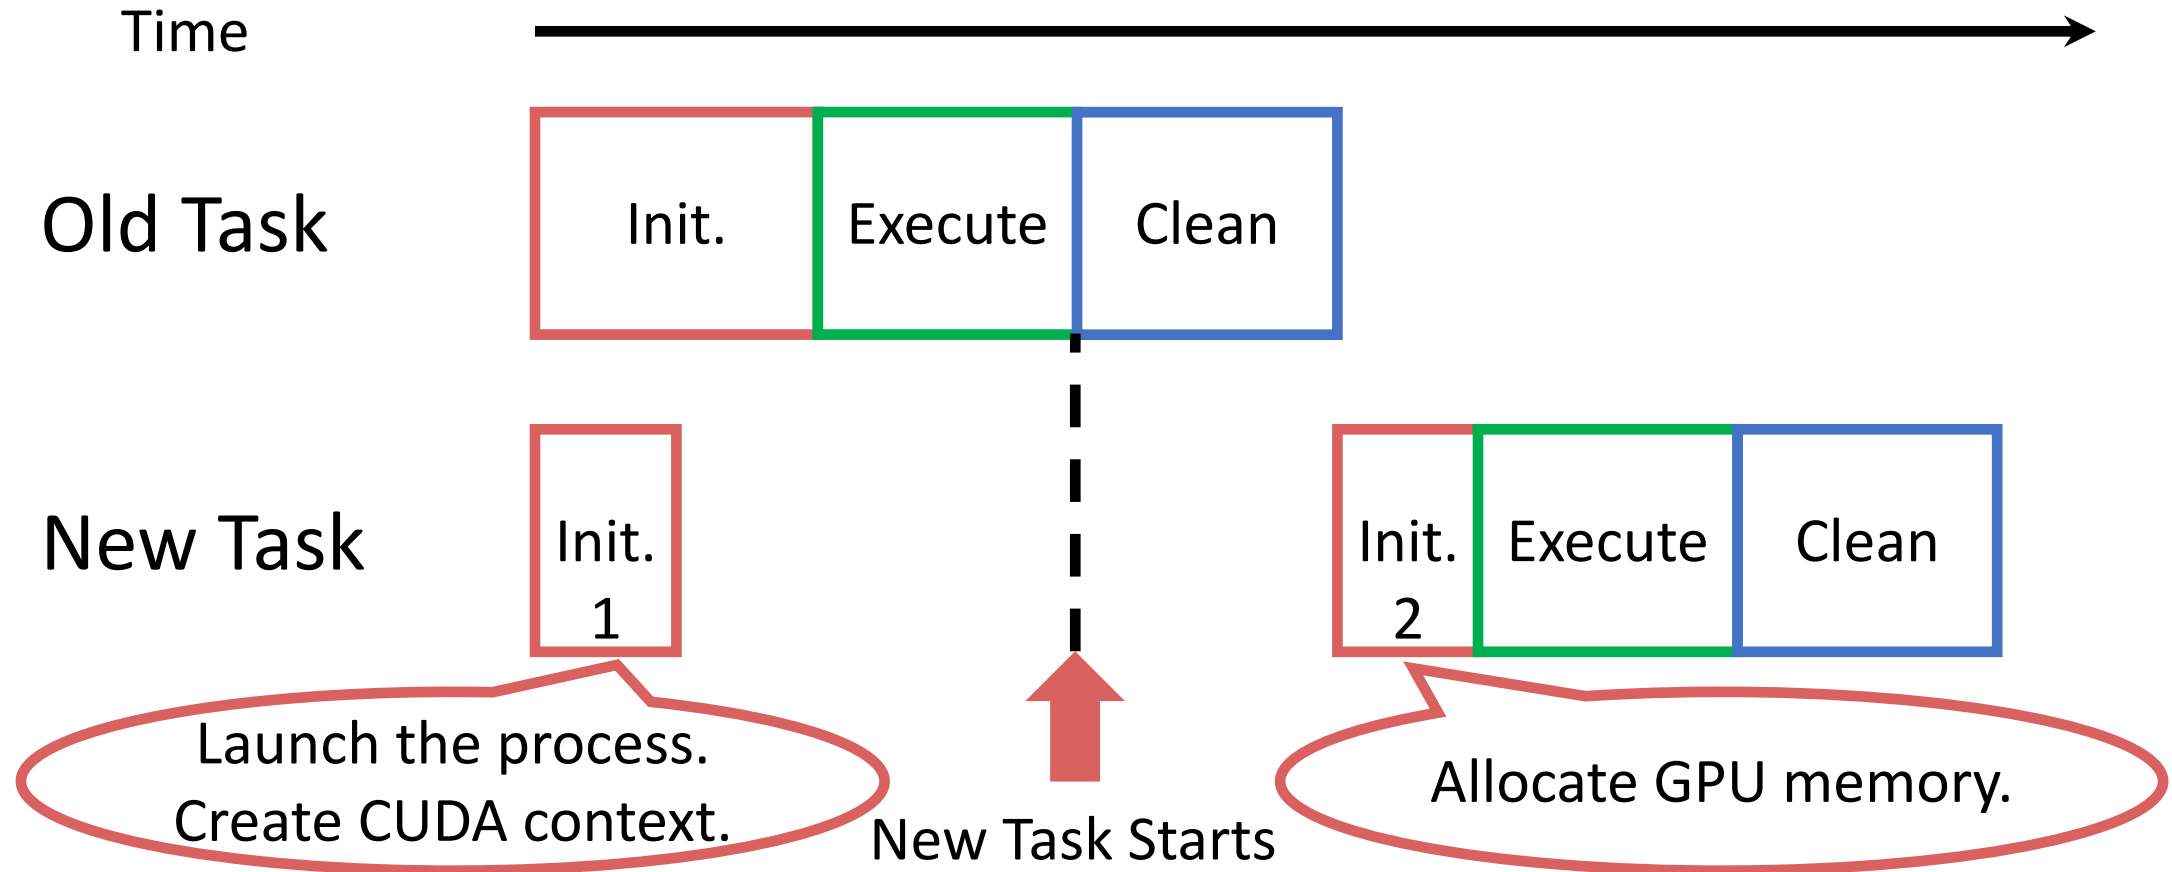 Time
Old Task
Init.
Execute
Clean
New Task
Init.
1
Init.
2
Execute
Clean
Launch the process.
Create CUDA context.
New Task Starts
Allocate GPU memory.